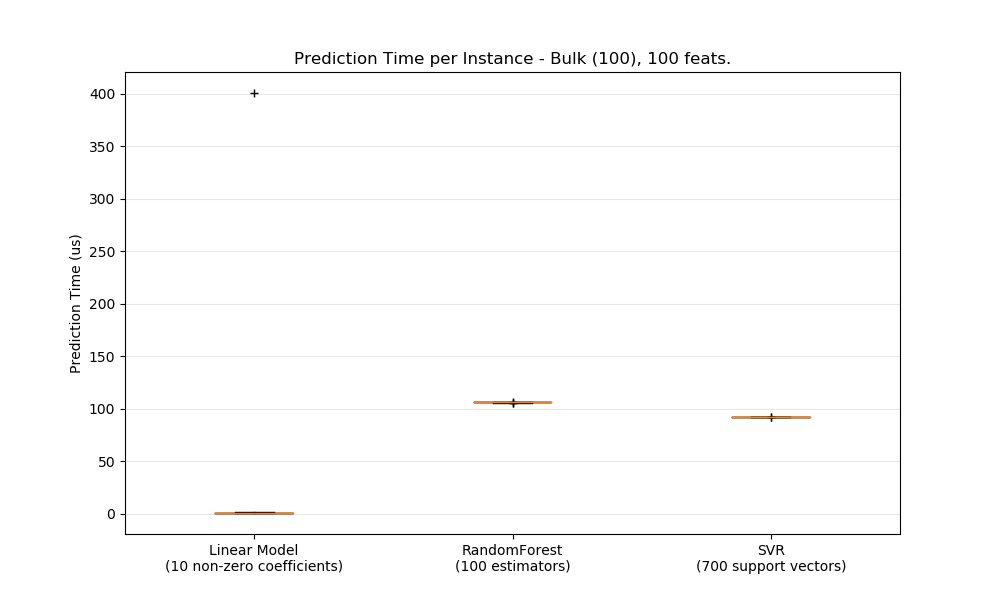 Prediction Time per Instance - Bulk (100), 100 feats.
400
350
300
250
200
150
100
50
0
Prediction Time (us)
Linear Model
(10 non-zero coefficients)
RandomForest
(100 estimators)
SVR
(700 support vectors)